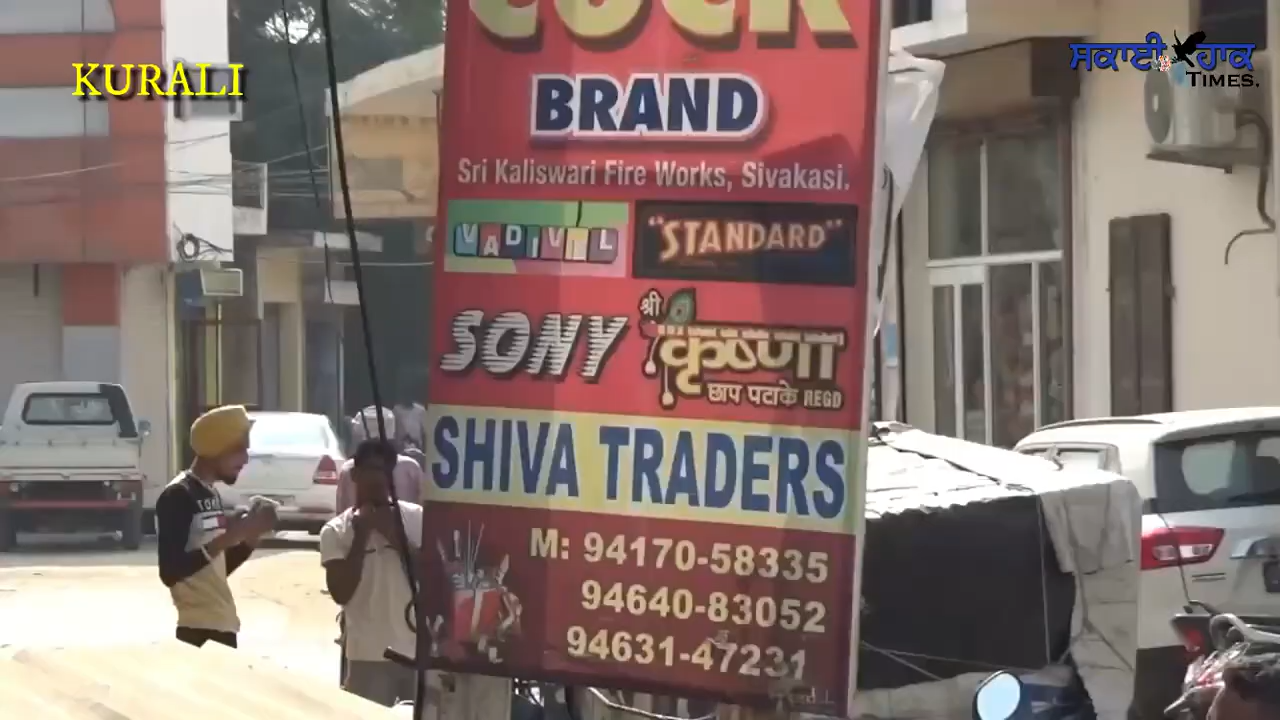 KURALI
ਸਕਾਈ ਹਾਕ
TIMES.
COCK
BRAND
Sri Kaliswari Fire Works, Sivakasi.
VADIVEL
"STANDARD"
SONY
श्री
कृष्णा
छाप पटाके REGD
SHIVA TRADERS
M: 94170-58335
94640-83052
94631-47231